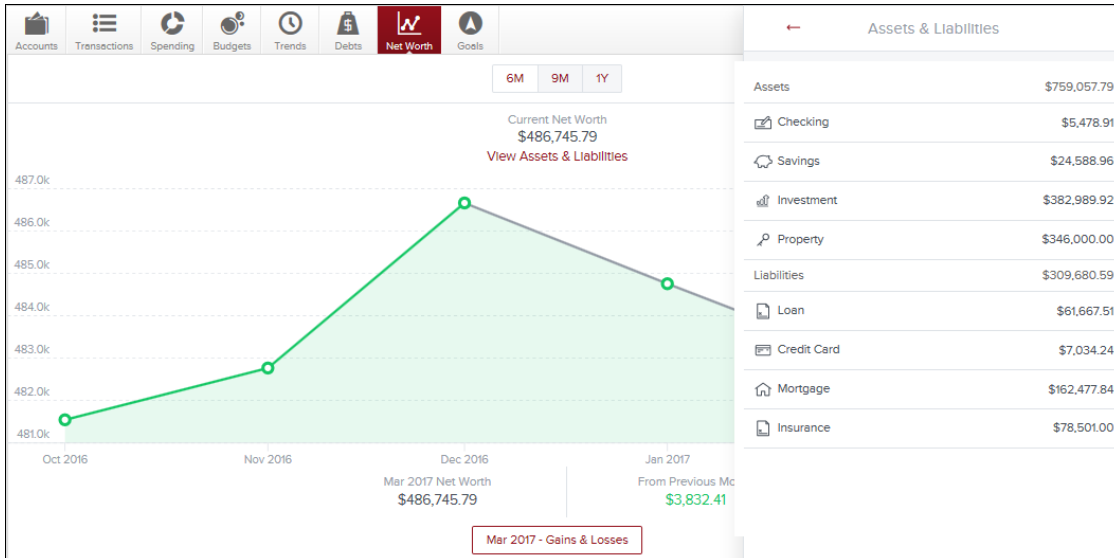 Accounts Transactions Spending Budgets Trends Debts Net Worth Goals
6M 9M 1Y
Current Net Worth
$486,745.79
View Assets & Liabilities
487.0k
486.0k
485.0k
484.0k
483.0k
482.0k
481.0k
Oct 2016 Nov 2016 Dec 2016 Jan 2017
Mar 2017 Net Worth
$486,745.79
From Previous Mo
$3,832.41
Mar 2017 - Gains & Losses
← Assets & Liabilities
Assets $759,057.79
Checking $5,478.91
Savings $24,588.96
Investment $382,989.92
Property $346,000.00
Liabilities $309,680.59
Loan $61,667.51
Credit Card $7,034.24
Mortgage $162,477.84
Insurance $78,501.00